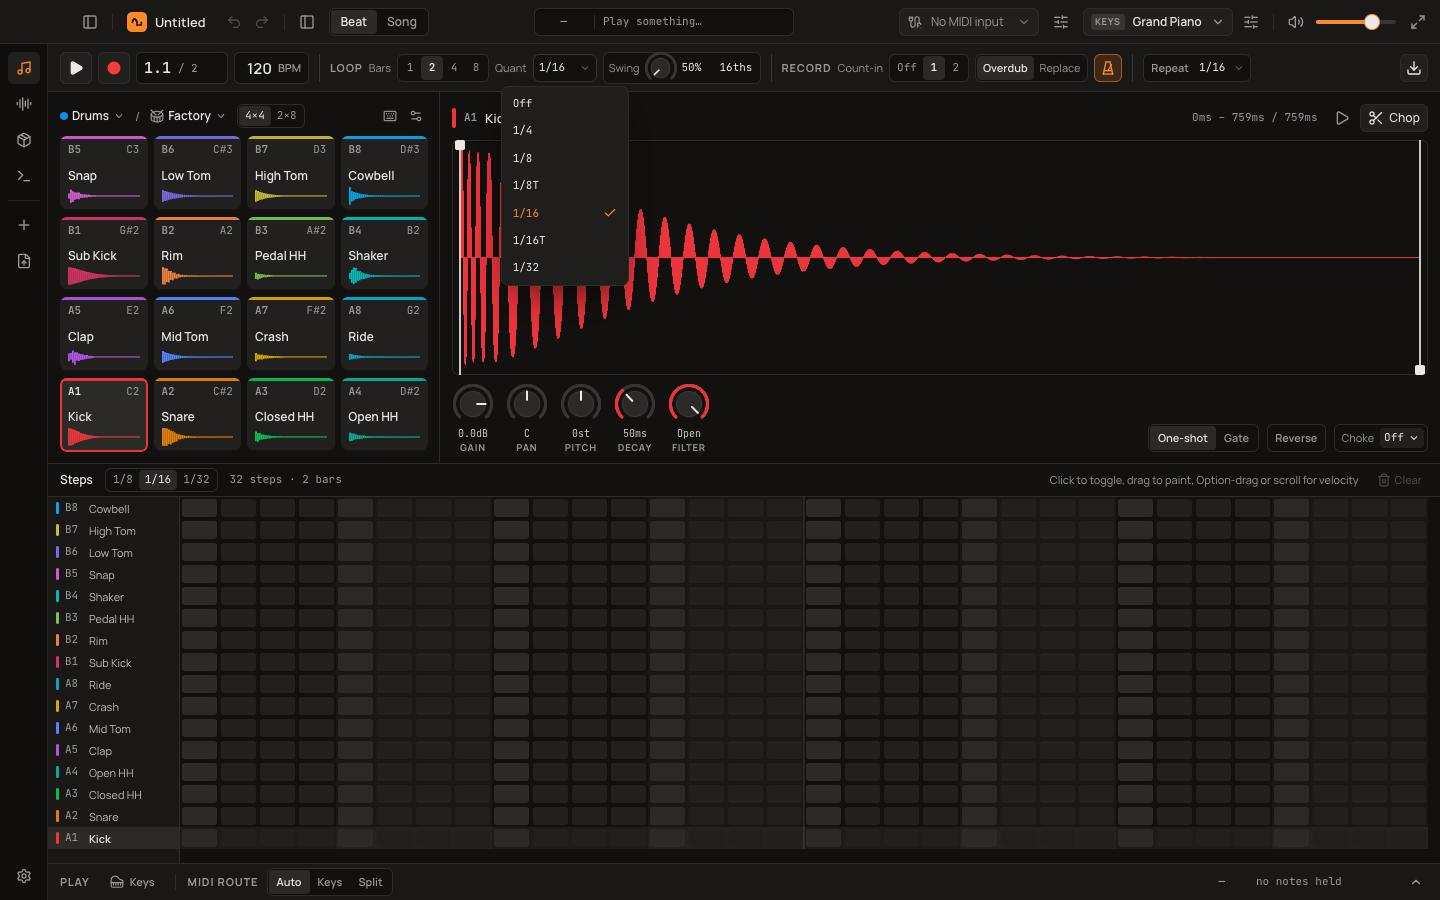 Untitled
Beat Song
– Play something…
No MIDI input
KEYS Grand Piano
1.1 / 2
120 BPM
LOOP Bars 1 2 4 8
Quant 1/16
Swing 50% 16ths
RECORD Count-in Off 1 2
Overdub Replace
Repeat 1/16
Off
1/4
1/8
1/8T
1/16
1/16T
1/32
Drums / Factory 4×4 2×8
B5 C3
Snap
B6 C#3
Low Tom
B7 D3
High Tom
B8 D#3
Cowbell
B1 G#2
Sub Kick
B2 A2
Rim
B3 A#2
Pedal HH
B4 B2
Shaker
A5 E2
Clap
A6 F2
Mid Tom
A7 F#2
Crash
A8 G2
Ride
A1 C2
Kick
A2 C#2
Snare
A3 D2
Closed HH
A4 D#2
Open HH
A1
0ms – 759ms / 759ms
Chop
0.0dB
GAIN
C
PAN
0st
PITCH
50ms
DECAY
Open
FILTER
One-shot Gate
Reverse
Choke Off
Steps 1/8 1/16 1/32 32 steps · 2 bars
Click to toggle, drag to paint, Option-drag or scroll for velocity
Clear
B8 Cowbell
B7 High Tom
B6 Low Tom
B5 Snap
B4 Shaker
B3 Pedal HH
B2 Rim
B1 Sub Kick
A8 Ride
A7 Crash
A6 Mid Tom
A5 Clap
A4 Open HH
A3 Closed HH
A2 Snare
A1 Kick
PLAY Keys
MIDI ROUTE Auto Keys Split
– no notes held